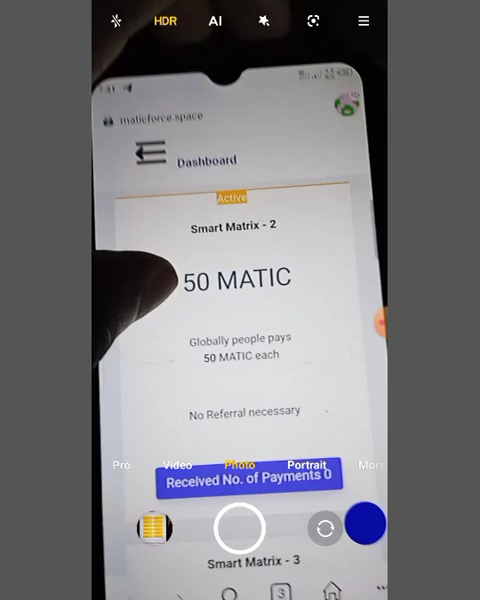 HDR
AI
maticforce.space
Dashboard
Active
Smart Matrix - 2
50 MATIC
Globally people pays
50 MATIC each
No Referral necessary
Pro
Video
Photo
Portrait
More
Received No. of Payments 0
Smart Matrix - 3
3